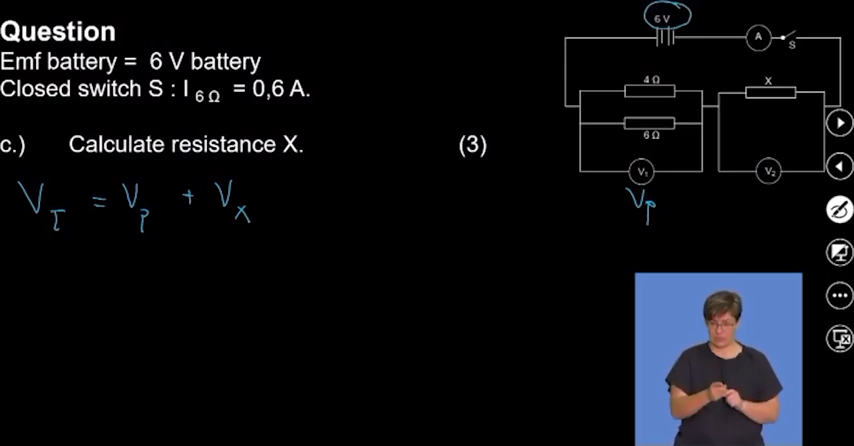 Question
Emf battery = 6 V battery
Closed switch S : I 6 Ω = 0,6 A.
c.) Calculate resistance X. (3)
V_T = V_p + V_x
6 V
A
S
4 Ω
X
6 Ω
V₁
V₂
V_p